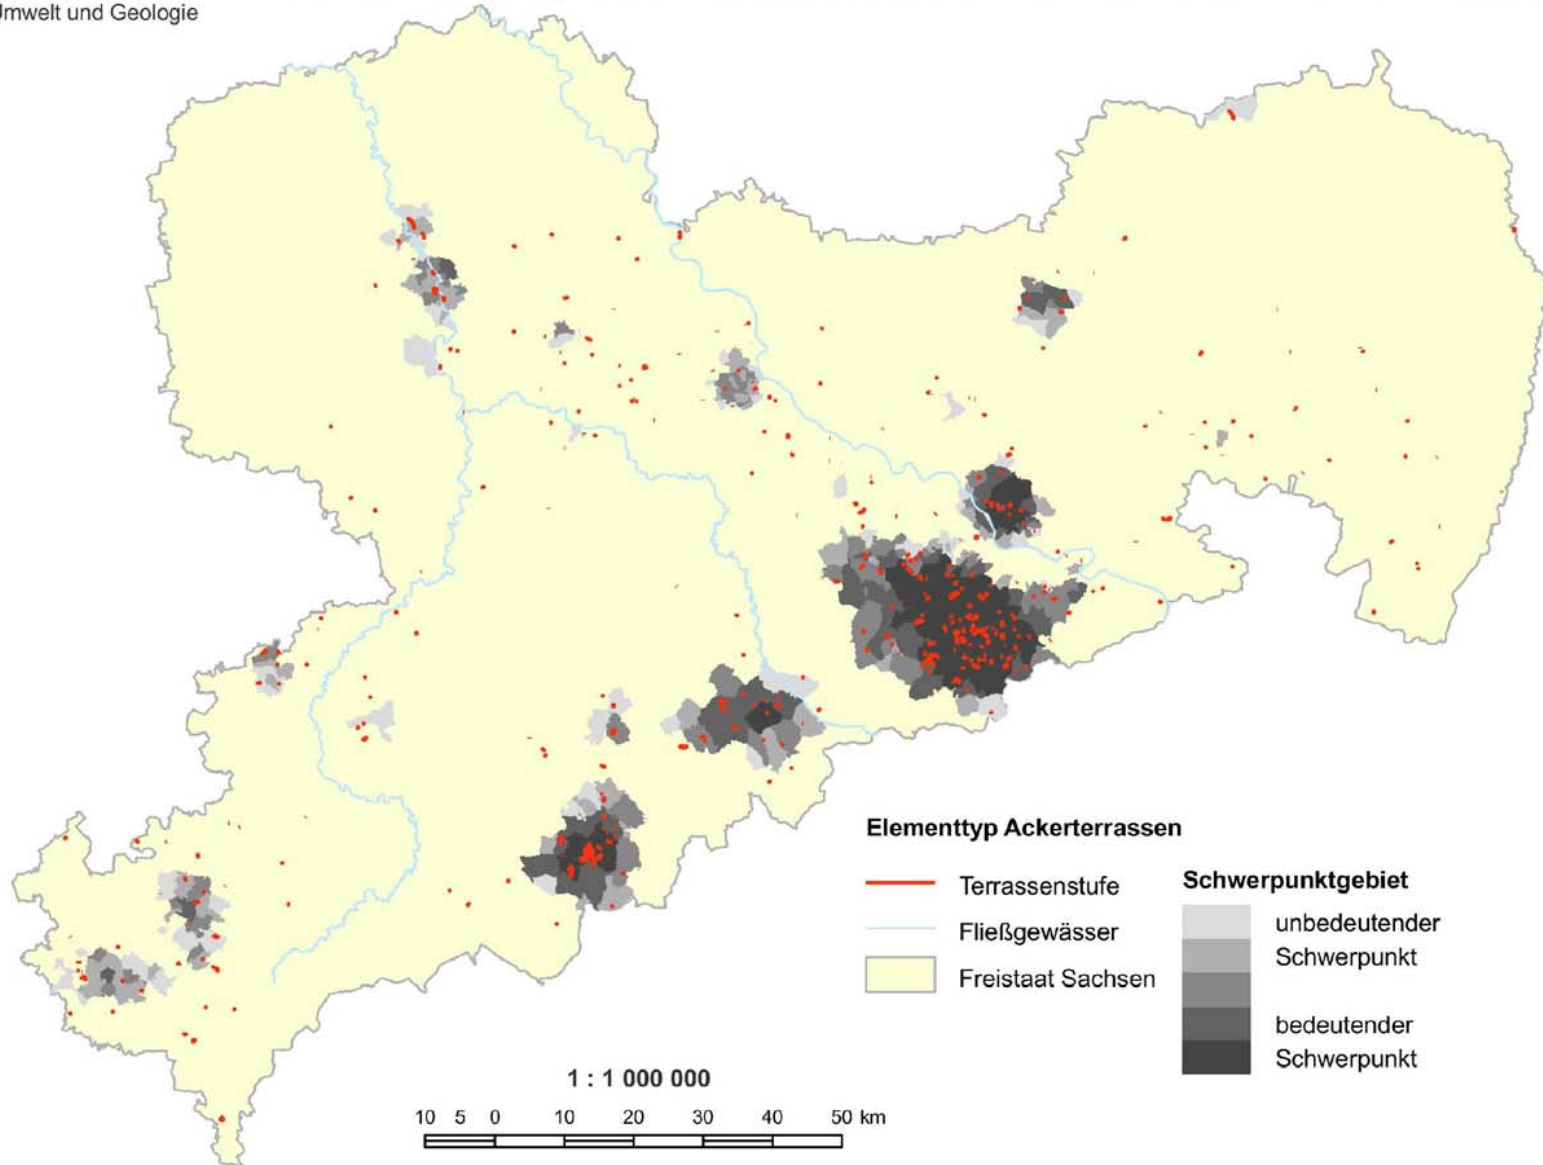 Umwelt und Geologie
Elementtyp Ackerterrassen
Terrassenstufe
Fließgewässer
Freistaat Sachsen
Schwerpunktgebiet
unbedeutender
Schwerpunkt
bedeutender
Schwerpunkt
1 : 1 000 000
10 5 0 10 20 30 40 50 km